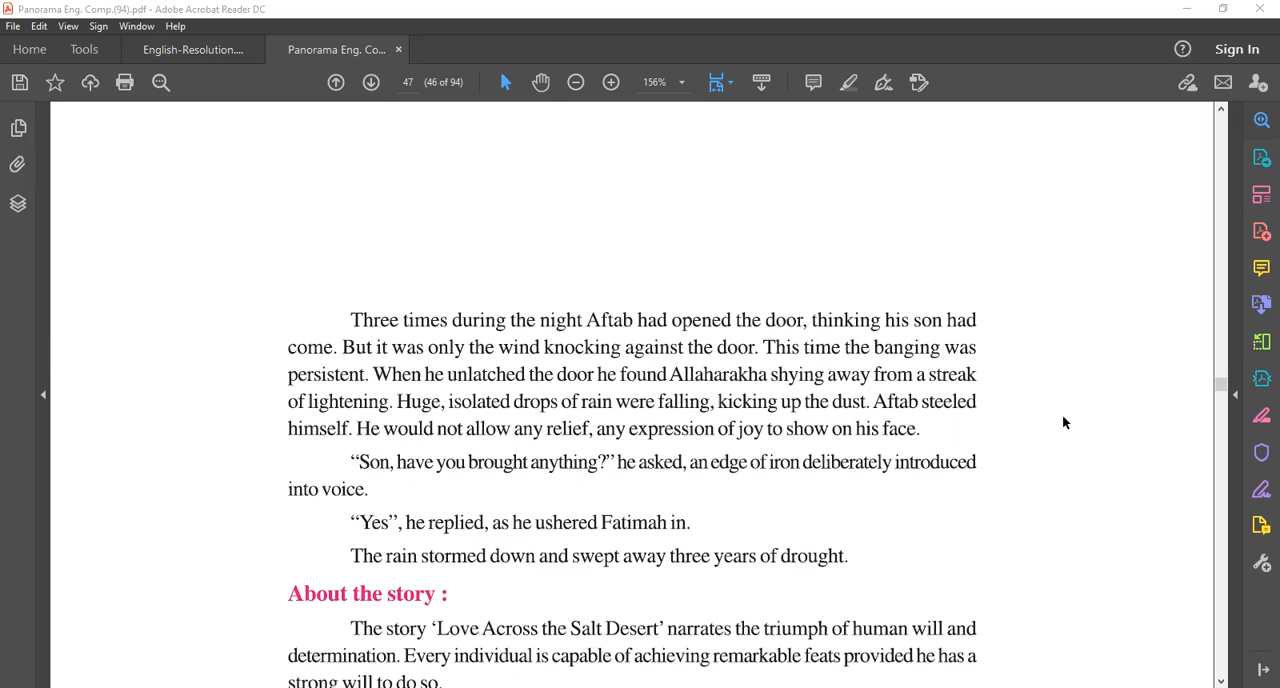 Panorama Eng. Comp.(94).pdf - Adobe Acrobat Reader DC
File Edit View Sign Window Help
Home Tools English-Resolution.... Panorama Eng. Co... × Sign In
47 (46 of 94) 156%
Three times during the night Aftab had opened the door, thinking his son had
come. But it was only the wind knocking against the door. This time the banging was
persistent. When he unlatched the door he found Allaharakha shying away from a streak
of lightening. Huge, isolated drops of rain were falling, kicking up the dust. Aftab steeled
himself. He would not allow any relief, any expression of joy to show on his face.
“Son, have you brought anything?” he asked, an edge of iron deliberately introduced
into voice.
“Yes”, he replied, as he ushered Fatimah in.
The rain stormed down and swept away three years of drought.
About the story :
The story ‘Love Across the Salt Desert’ narrates the triumph of human will and
determination. Every individual is capable of achieving remarkable feats provided he has a
strong will to do so.